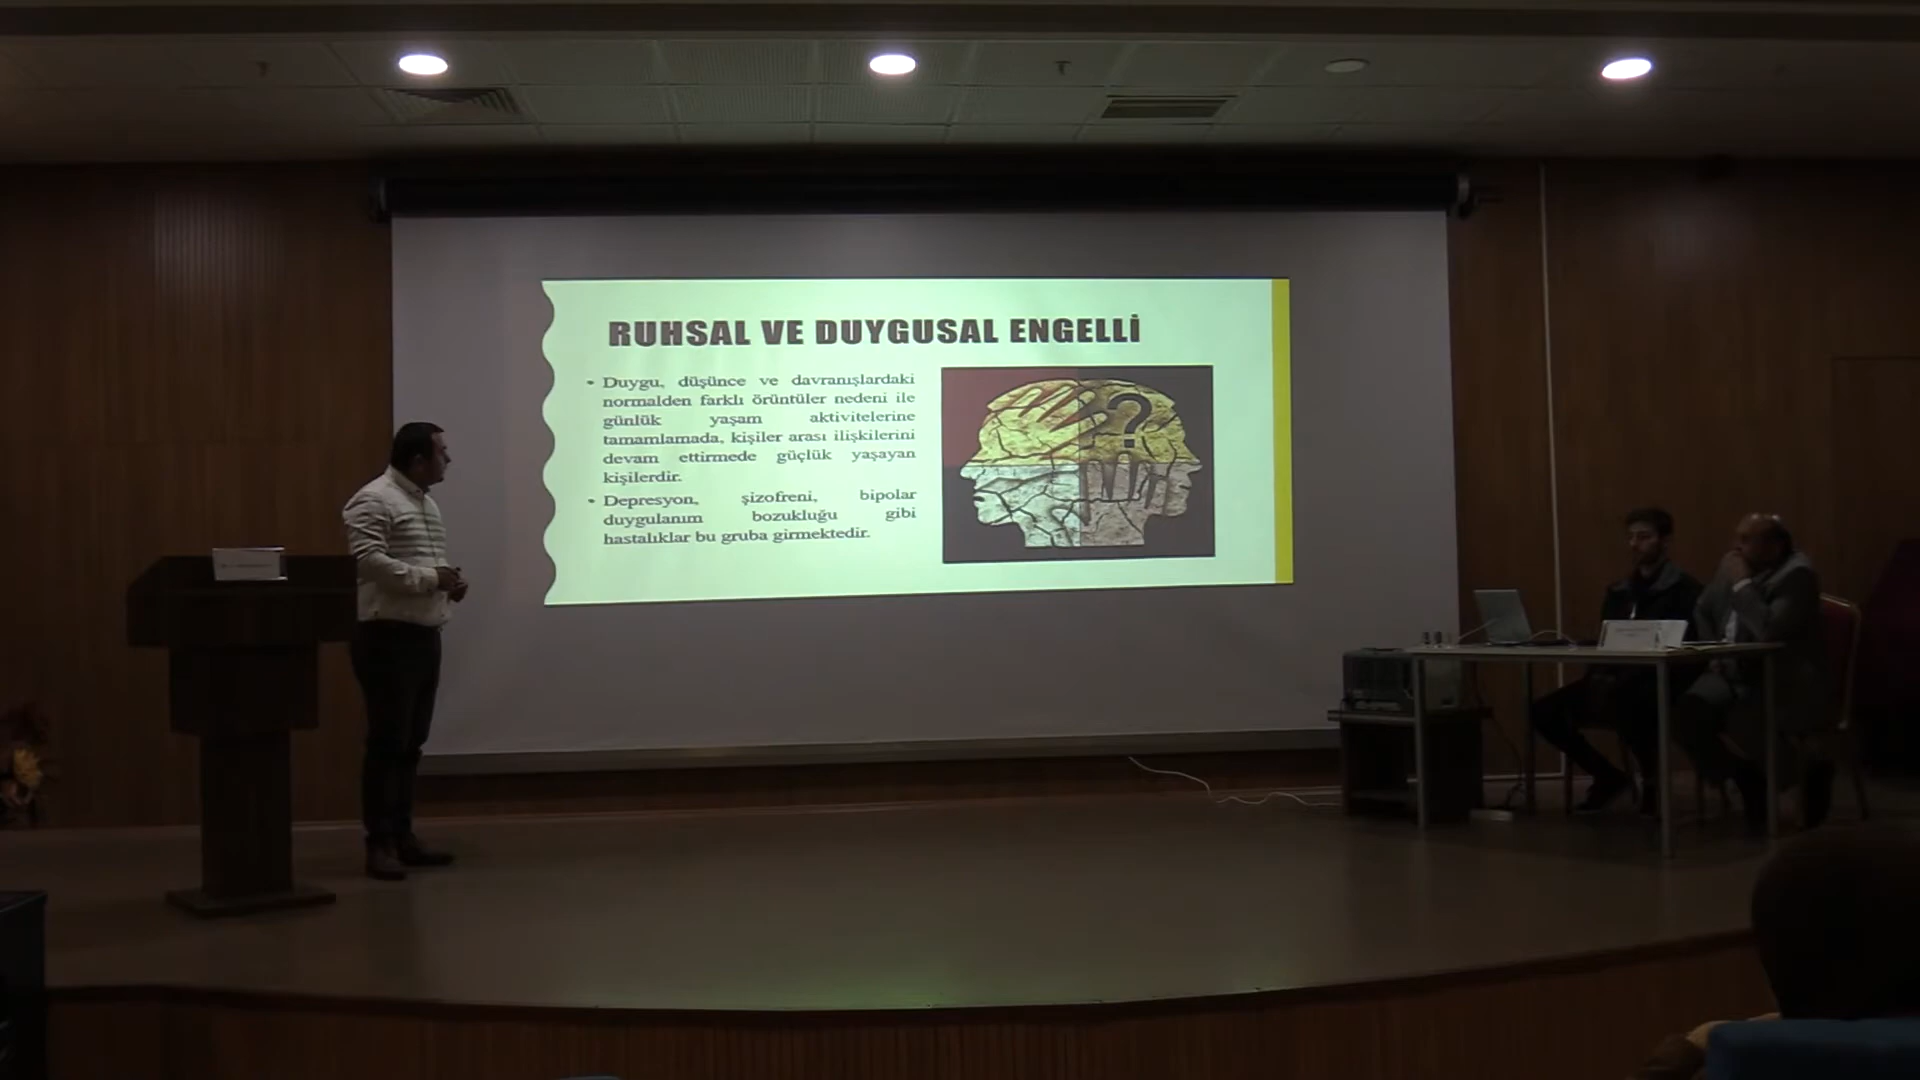 RUHSAL VE DUYGUSAL ENGELLİ
• Duygu, düşünce ve davranışlardaki
normalden farklı örüntüler nedeni ile
günlük yaşam aktivitelerine
tamamlamada, kişiler arası ilişkilerini
devam ettirmede güçlük yaşayan
kişilerdir.
• Depresyon, şizofreni, bipolar
duygulanım bozukluğu gibi
hastalıklar bu gruba girmektedir.
?